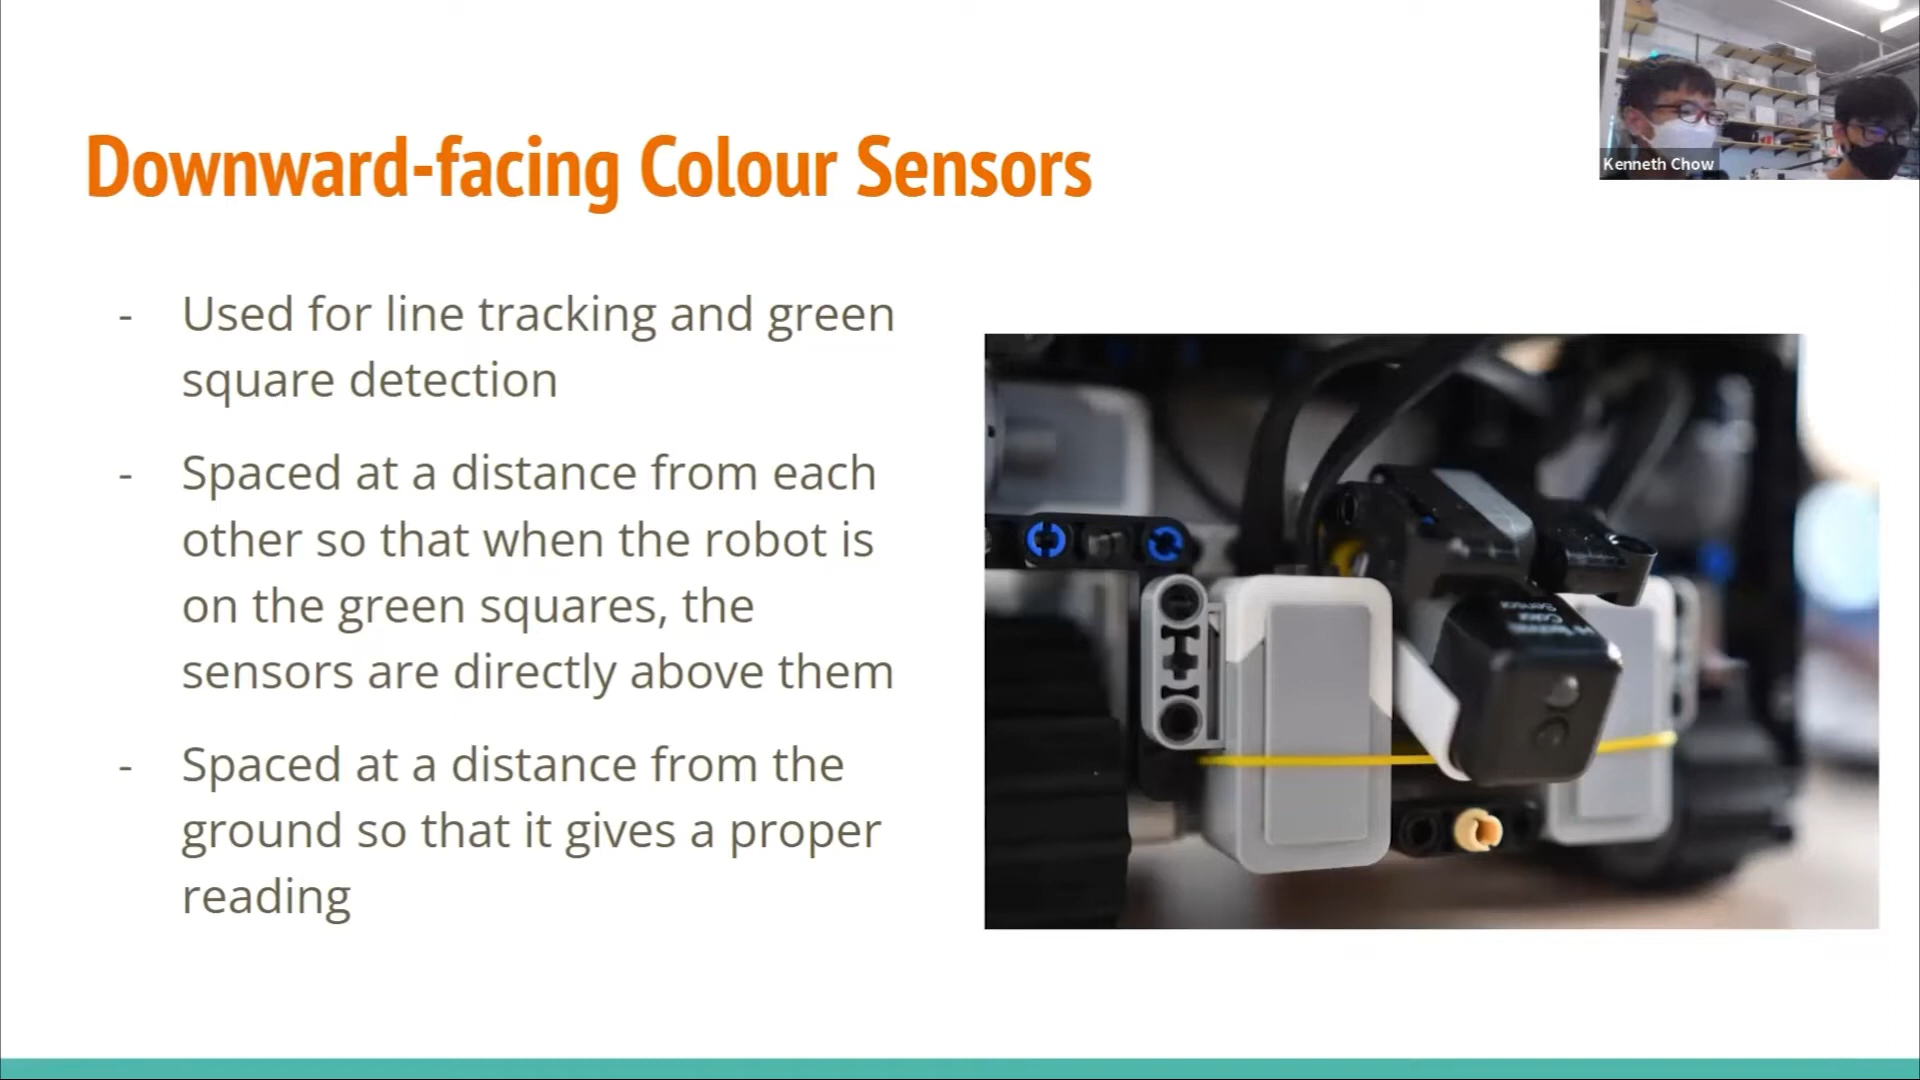 Downward-facing Colour Sensors
Kenneth Chow
- Used for line tracking and green
square detection
- Spaced at a distance from each
other so that when the robot is
on the green squares, the
sensors are directly above them
- Spaced at a distance from the
ground so that it gives a proper
reading
Color
Sensor